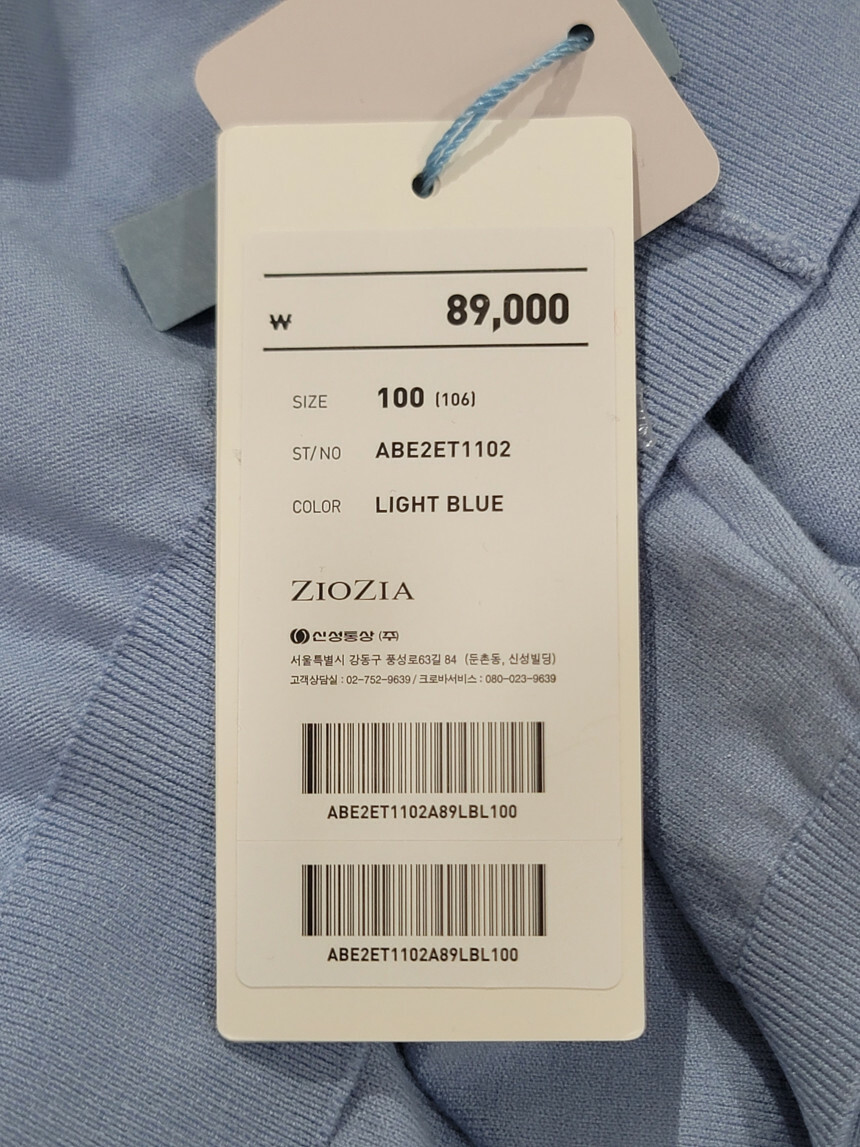 ₩ 89,000
SIZE 100 (106)
ST/NO ABE2ET1102
COLOR LIGHT BLUE
ZIOZIA
신성통상 (주)
서울특별시 강동구 풍성로63길 84 (둔촌동, 신성빌딩)
고객상담실 : 02-752-9639 / 크로바서비스 : 080-023-9639
ABE2ET1102A89LBL100
ABE2ET1102A89LBL100